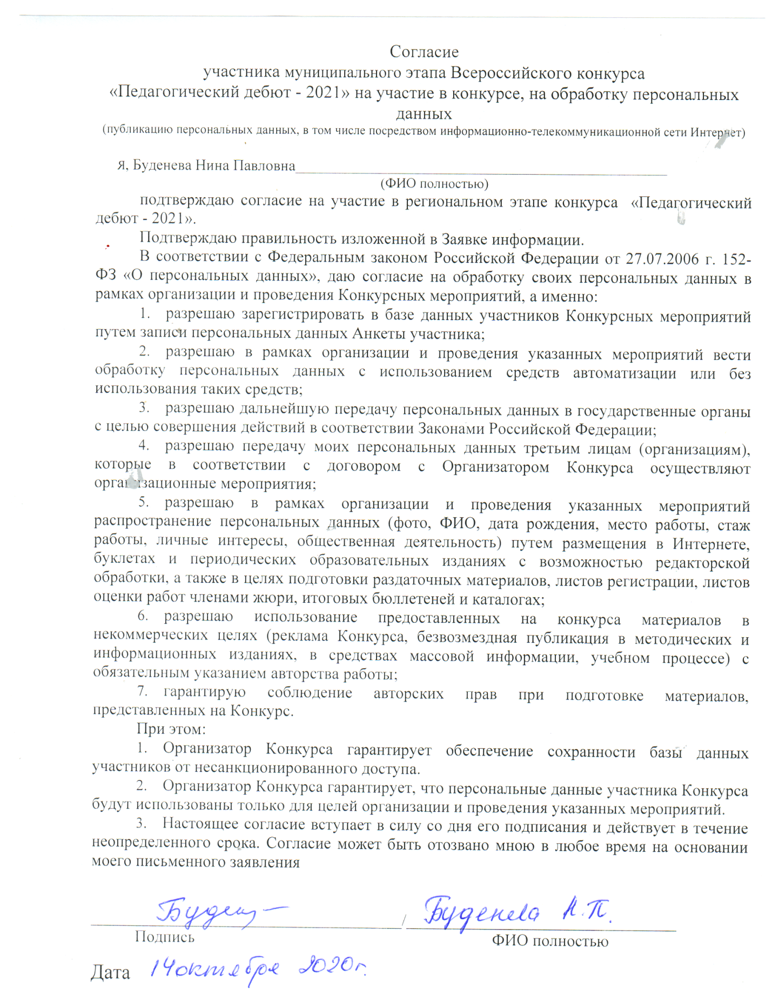 Согласие
участника муниципального этапа Всероссийского конкурса
«Педагогический дебют - 2021» на участие в конкурсе, на обработку персональных
данных
(публикацию персональных данных, в том числе посредством информационно-телекоммуникационной сети Интернет)
Я, Буденева Нина Павловна
(ФИО полностью)
подтверждаю согласие на участие в региональном этапе конкурса «Педагогический
дебют - 2021».
Подтверждаю правильность изложенной в Заявке информации.
В соответствии с Федеральным законом Российской Федерации от 27.07.2006 г. 152-
ФЗ «О персональных данных», даю согласие на обработку своих персональных данных в
рамках организации и проведения Конкурсных мероприятий, а именно:
1. разрешаю зарегистрировать в базе данных участников Конкурсных мероприятий
путем записи персональных данных Анкеты участника;
2. разрешаю в рамках организации и проведения указанных мероприятий вести
обработку персональных данных с использованием средств автоматизации или без
использования таких средств;
3. разрешаю дальнейшую передачу персональных данных в государственные органы
с целью совершения действий в соответствии Законами Российской Федерации;
4. разрешаю передачу моих персональных данных третьим лицам (организациям),
которые в соответствии с договором с Организатором Конкурса осуществляют
организационные мероприятия;
5. разрешаю в рамках организации и проведения указанных мероприятий
распространение персональных данных (фото, ФИО, дата рождения, место работы, стаж
работы, личные интересы, общественная деятельность) путем размещения в Интернете,
буклетах и периодических образовательных изданиях с возможностью редакторской
обработки, а также в целях подготовки раздаточных материалов, листов регистрации, листов
оценки работ членами жюри, итоговых бюллетеней и каталогах;
6. разрешаю использование предоставленных на конкурса материалов в
некоммерческих целях (реклама Конкурса, безвозмездная публикация в методических и
информационных изданиях, в средствах массовой информации, учебном процессе) с
обязательным указанием авторства работы;
7. гарантирую соблюдение авторских прав при подготовке материалов,
представленных на Конкурс.
При этом:
1. Организатор Конкурса гарантирует обеспечение сохранности базы данных
участников от несанкционированного доступа.
2. Организатор Конкурса гарантирует, что персональные данные участника Конкурса
будут использованы только для целей организации и проведения указанных мероприятий.
3. Настоящее согласие вступает в силу со дня его подписания и действует в течение
неопределенного срока. Согласие может быть отозвано мною в любое время на основании
моего письменного заявления
/ Буденева Н.П.
Подпись ФИО полностью
Дата 14 октября 2020г.